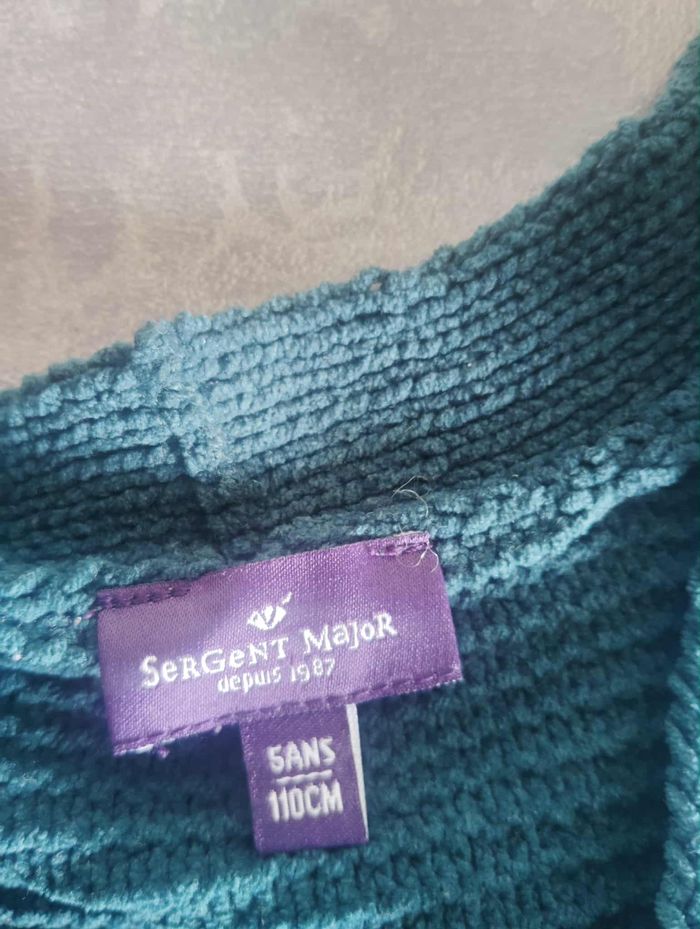 SeRGeNT MaJoR
depuis 1987
5ANS
110CM